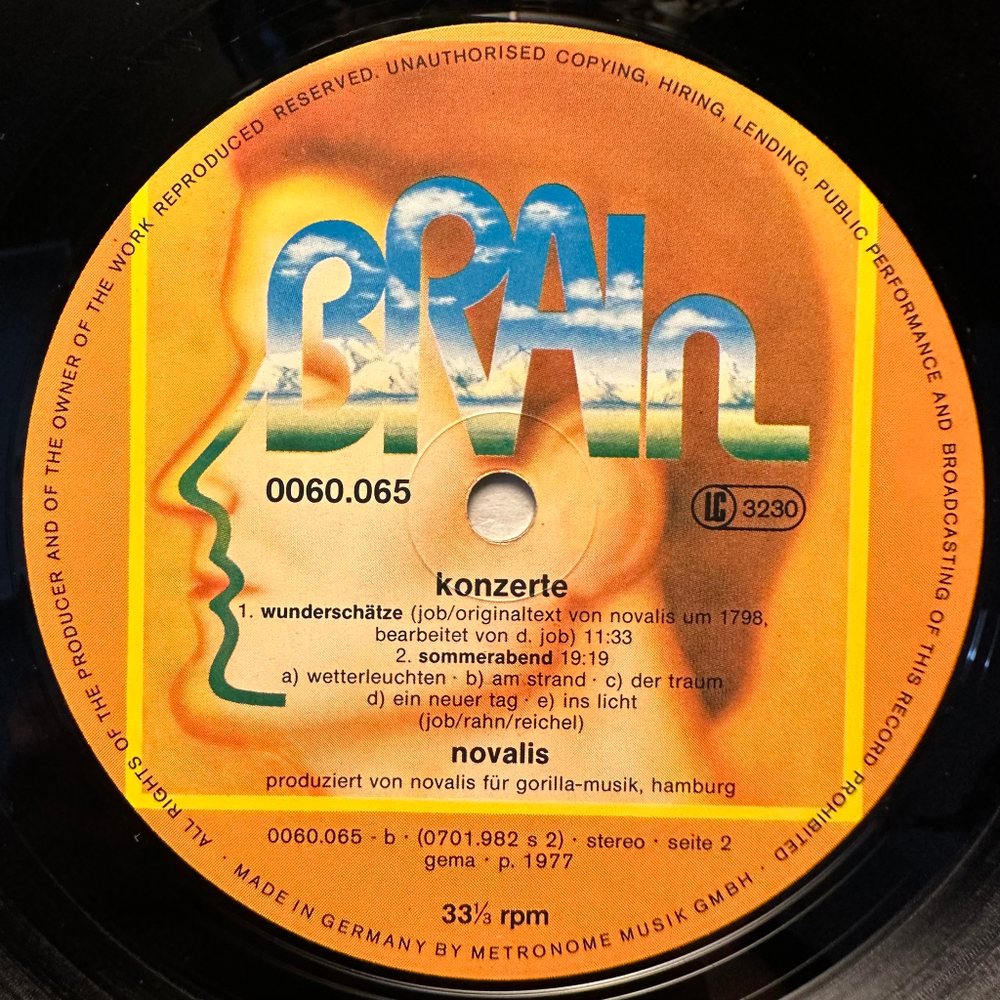 ALL RIGHTS OF THE PRODUCER AND OF THE OWNER OF THE WORK REPRODUCED RESERVED. UNAUTHORISED COPYING, HIRING, LENDING, PUBLIC PERFORMANCE AND BROADCASTING OF THIS RECORD PROHIBITED
BRAIn
0060.065
LC 3230
konzerte
1. wunderschätze (job/originaltext von novalis um 1798,
bearbeitet von d. job) 11:33
2. sommerabend 19:19
a) wetterleuchten · b) am strand · c) der traum
d) ein neuer tag · e) ins licht
(job/rahn/reichel)
novalis
produziert von novalis für gorilla-musik, hamburg
0060.065 - b · (0701.982 s 2) · stereo · seite 2
gema · p. 1977
33⅓ rpm
· MADE IN GERMANY BY METRONOME MUSIK GMBH ·